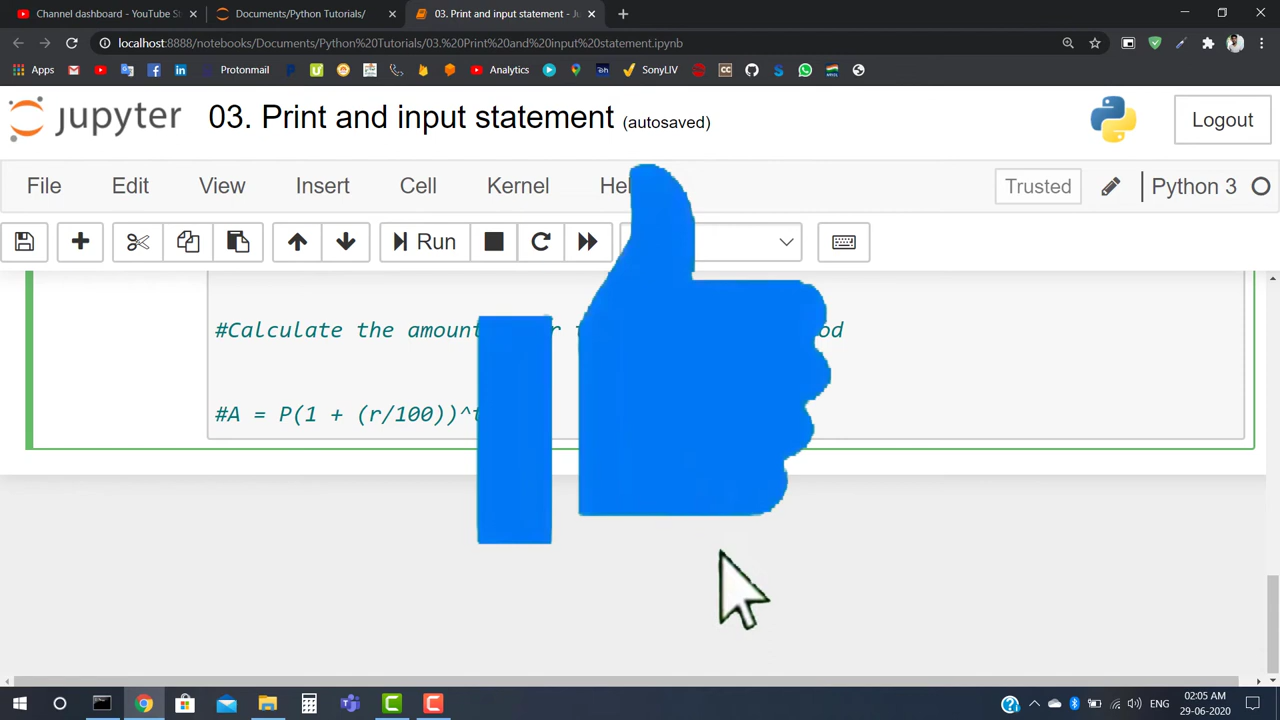 Channel dashboard - YouTube St
Documents/Python Tutorials/
03. Print and input statement - Ju
localhost:8888/notebooks/Documents/Python%20Tutorials/03.%20Print%20and%20input%20statement.ipynb
Apps
Protonmail
Analytics
SonyLIV
jupyter 03. Print and input statement (autosaved)
Logout
File Edit View Insert Cell Kernel Hel
Trusted
Python 3
Run
#Calculate the amount
#A = P(1 + (r/100))^t
ENG
02:05 AM
29-06-2020